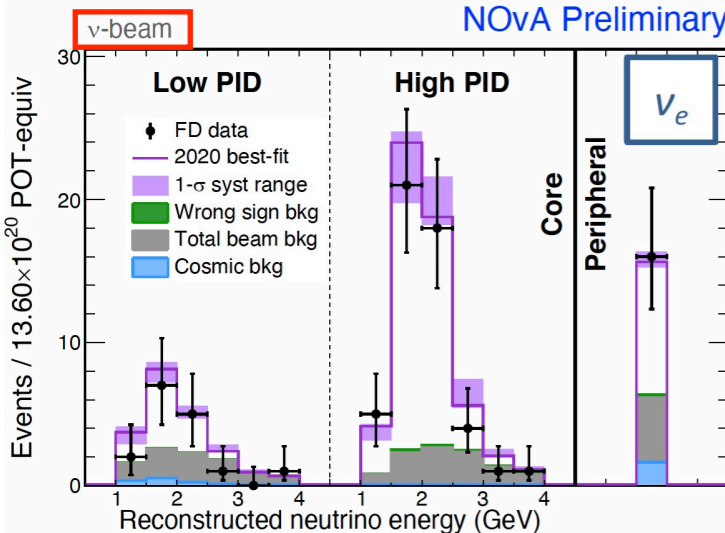 ν-beam
NOvA Preliminary
Low PID
High PID
ν_e
FD data
2020 best-fit
1-σ syst range
Wrong sign bkg
Total beam bkg
Cosmic bkg
Core
Peripheral
Events / 13.60×10²⁰ POT-equiv
30
20
10
0
1 2 3 4 1 2 3 4
Reconstructed neutrino energy (GeV)